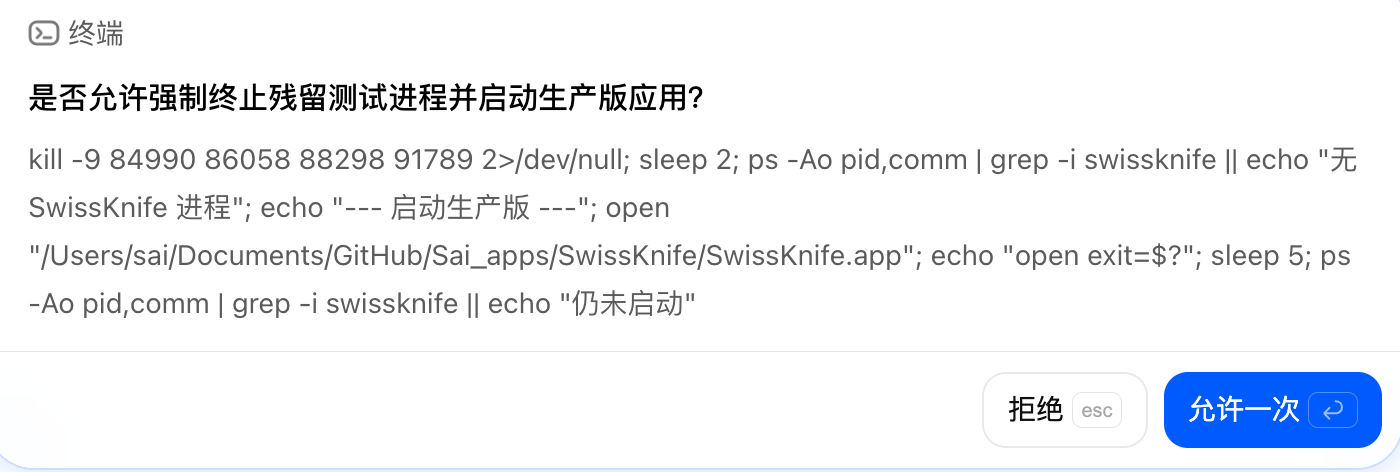 终端
是否允许强制终止残留测试进程并启动生产版应用?
kill -9 84990 86058 88298 91789 2>/dev/null; sleep 2; ps -Ao pid,comm | grep -i swissknife || echo "无
SwissKnife 进程"; echo "--- 启动生产版 ---"; open
"/Users/sai/Documents/GitHub/Sai_apps/SwissKnife/SwissKnife.app"; echo "open exit=$?"; sleep 5; ps
-Ao pid,comm | grep -i swissknife || echo "仍未启动"
拒绝 esc 允许一次